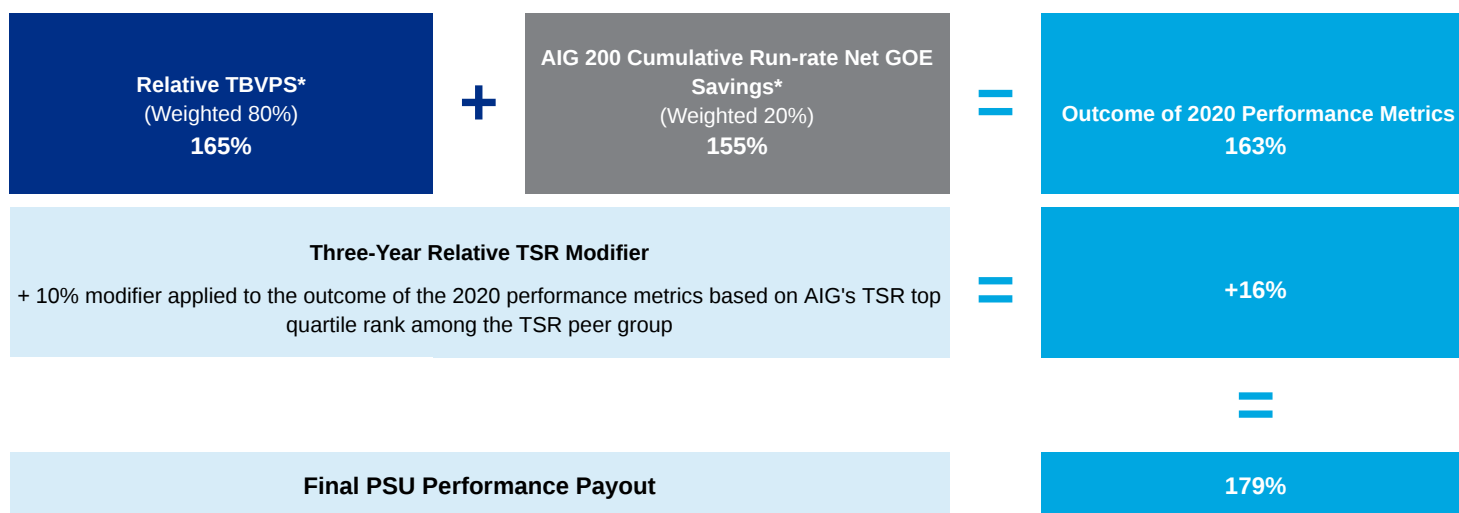 Relative TBVPS*
(Weighted 80%)
165%
+
AIG 200 Cumulative Run-rate Net GOE
Savings*
(Weighted 20%)
155%
=
Outcome of 2020 Performance Metrics
163%
Three-Year Relative TSR Modifier
+ 10% modifier applied to the outcome of the 2020 performance metrics based on AIG's TSR top
quartile rank among the TSR peer group
=
+16%
=
Final PSU Performance Payout
179%